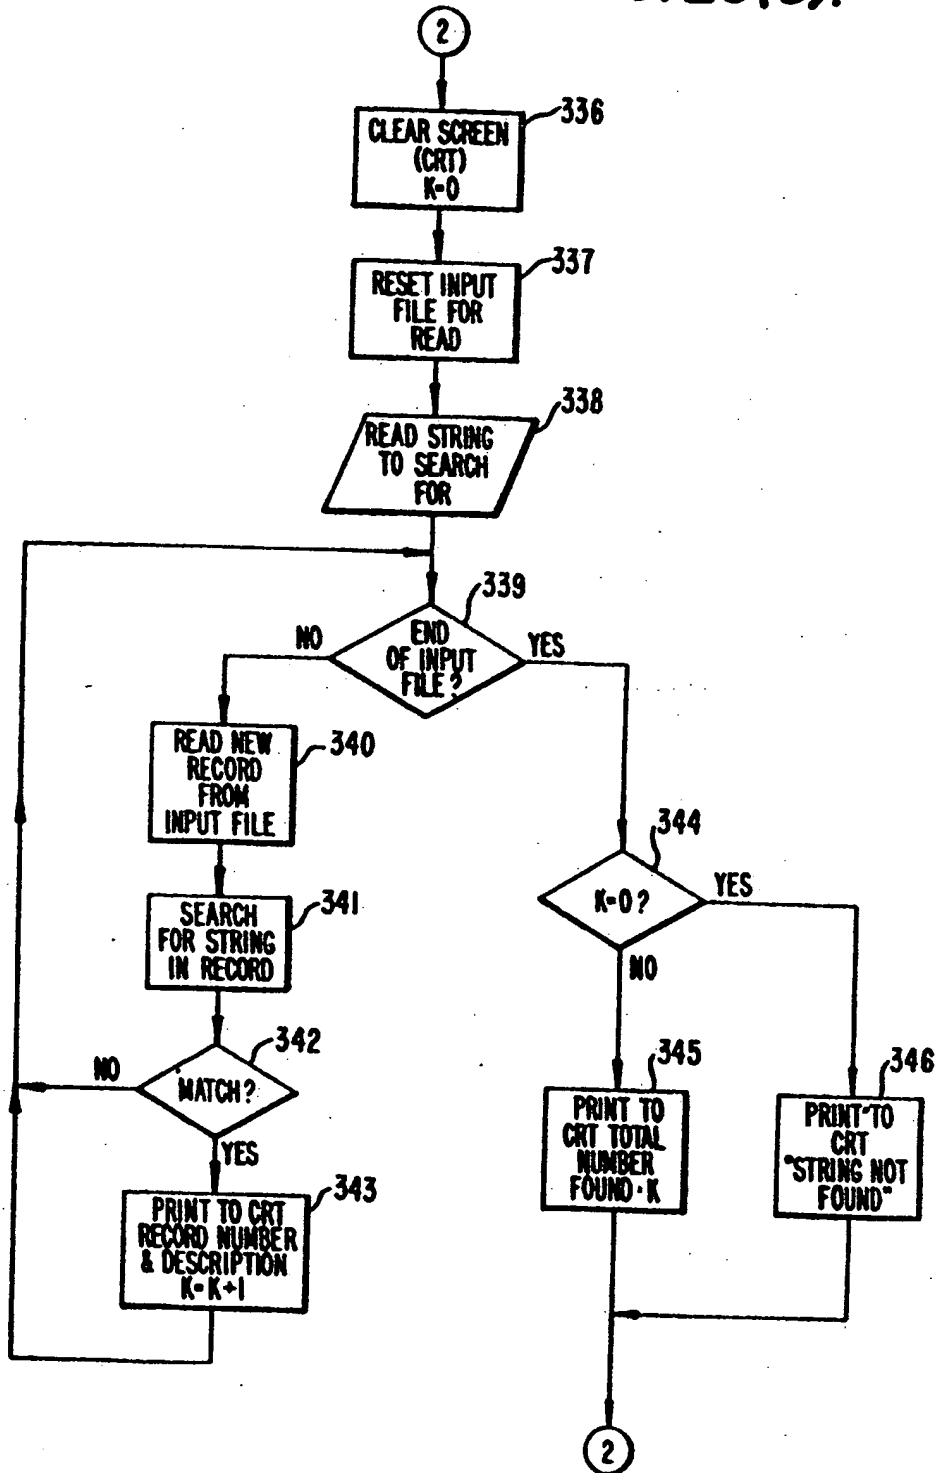 2
CLEAR SCREEN
(CRT)
K=0
336
RESET INPUT
FILE FOR
READ
337
READ STRING
TO SEARCH
FOR
338
END
OF INPUT
FILE?
339
NO
YES
READ NEW
RECORD
FROM
INPUT FILE
340
SEARCH
FOR STRING
IN RECORD
341
MATCH?
342
NO
YES
PRINT TO CRT
RECORD NUMBER
& DESCRIPTION
K=K+1
343
K=0?
344
YES
NO
PRINT TO
CRT TOTAL
NUMBER
FOUND=K
345
PRINT TO
CRT
"STRING NOT
FOUND"
346
2